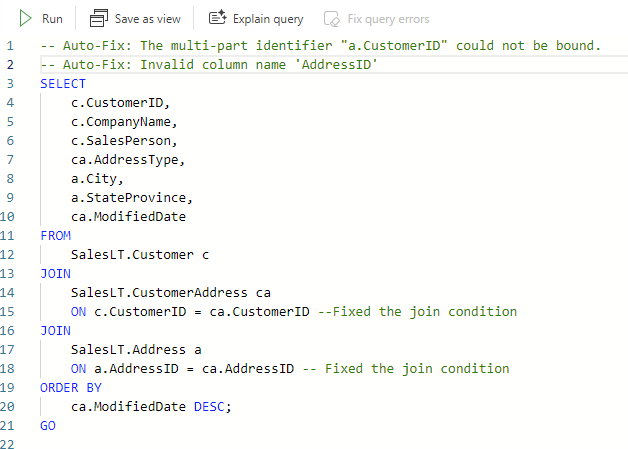 Run Save as view Explain query Fix query errors
1 -- Auto-Fix: The multi-part identifier "a.CustomerID" could not be bound.
2 -- Auto-Fix: Invalid column name 'AddressID'
3 SELECT
4 c.CustomerID,
5 c.CompanyName,
6 c.SalesPerson,
7 ca.AddressType,
8 a.City,
9 a.StateProvince,
10 ca.ModifiedDate
11 FROM
12 SalesLT.Customer c
13 JOIN
14 SalesLT.CustomerAddress ca
15 ON c.CustomerID = ca.CustomerID --Fixed the join condition
16 JOIN
17 SalesLT.Address a
18 ON a.AddressID = ca.AddressID -- Fixed the join condition
19 ORDER BY
20 ca.ModifiedDate DESC;
21 GO
22